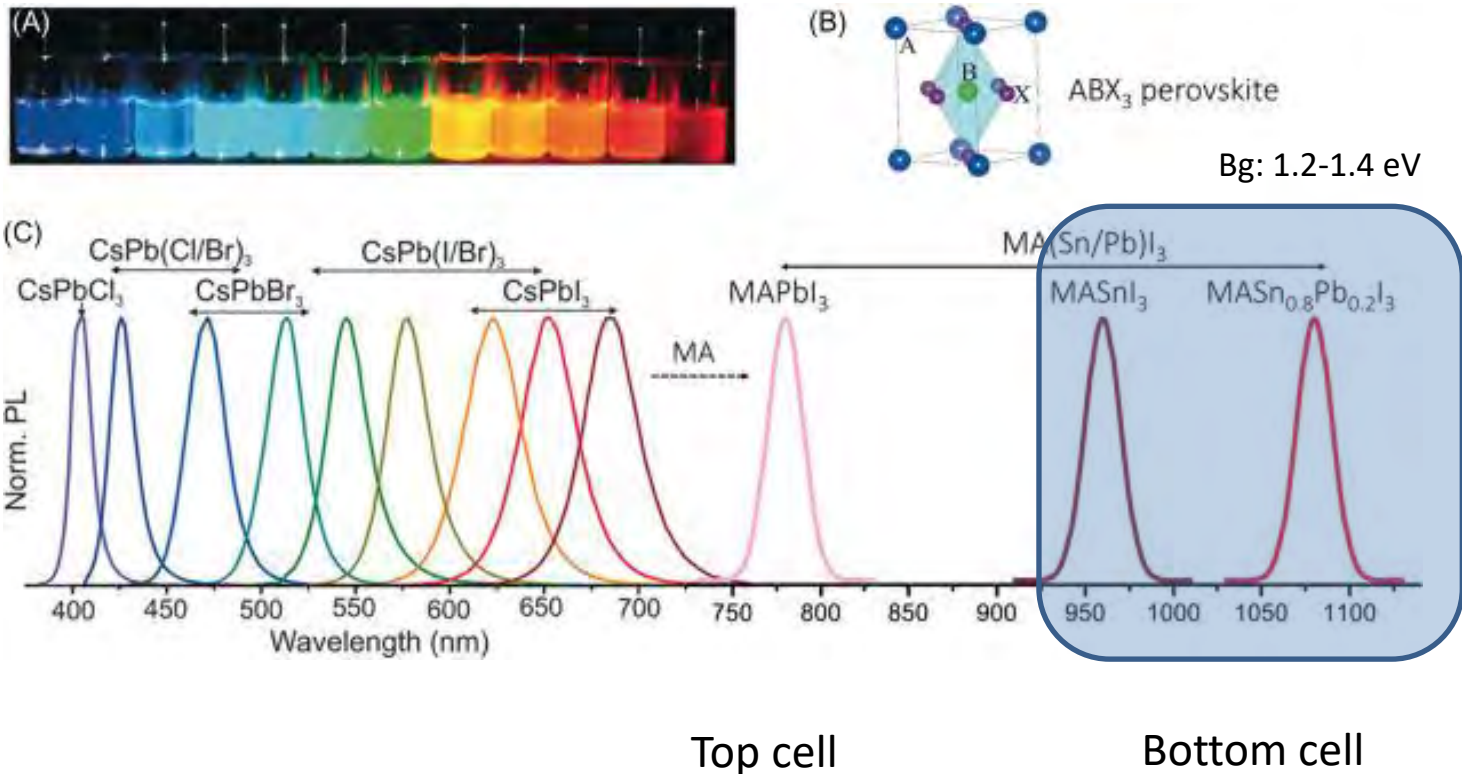 (A)
(B)
A
B
X
ABX₃ perovskite
Bg: 1.2-1.4 eV
(C)
CsPb(Cl/Br)₃
CsPb(I/Br)₃
MA(Sn/Pb)I₃
CsPbCl₃
CsPbBr₃
CsPbI₃
MAPbI₃
MASnI₃
MASn₀.₈Pb₀.₂I₃
MA
Norm. PL
400 450 500 550 600 650 700 750 800 850 900 950 1000 1050 1100
Wavelength (nm)
Top cell
Bottom cell